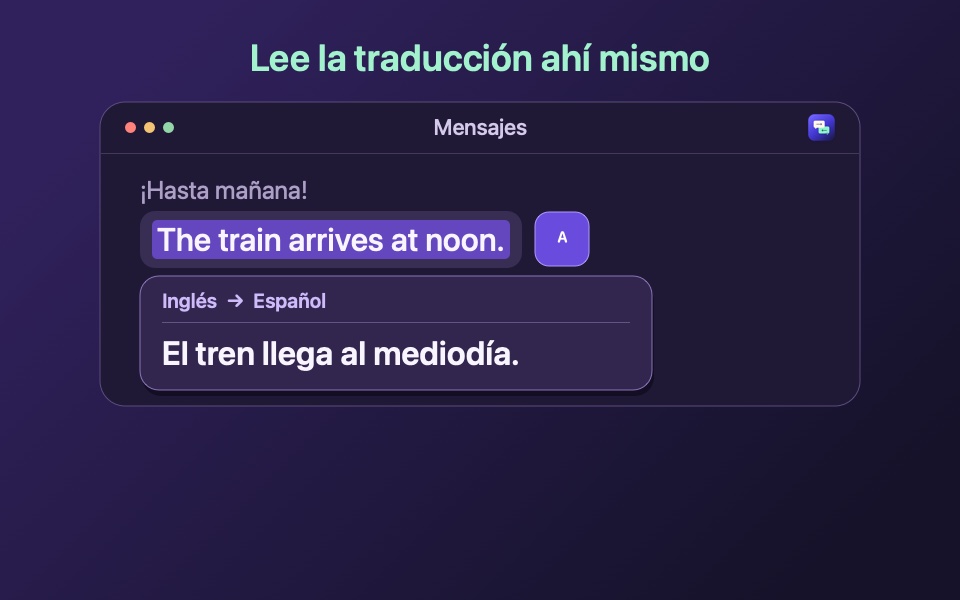 Lee la traducción ahí mismo
Mensajes
¡Hasta mañana!
The train arrives at noon.
A
Inglés → Español
El tren llega al mediodía.